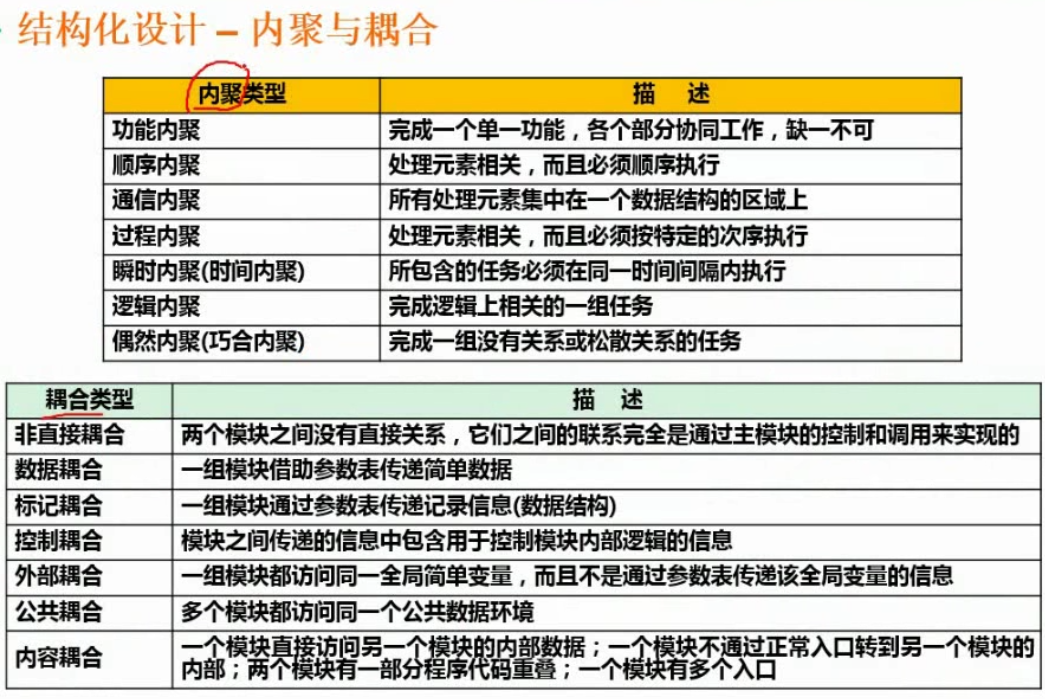 结构化设计 – 内聚与耦合
内聚类型 描 述
功能内聚 完成一个单一功能，各个部分协同工作，缺一不可
顺序内聚 处理元素相关，而且必须顺序执行
通信内聚 所有处理元素集中在一个数据结构的区域上
过程内聚 处理元素相关，而且必须按特定的次序执行
瞬时内聚(时间内聚) 所包含的任务必须在同一时间间隔内执行
逻辑内聚 完成逻辑上相关的一组任务
偶然内聚(巧合内聚) 完成一组没有关系或松散关系的任务
耦合类型 描 述
非直接耦合 两个模块之间没有直接关系，它们之间的联系完全是通过主模块的控制和调用来实现的
数据耦合 一组模块借助参数表传递简单数据
标记耦合 一组模块通过参数表传递记录信息(数据结构)
控制耦合 模块之间传递的信息中包含用于控制模块内部逻辑的信息
外部耦合 一组模块都访问同一全局简单变量，而且不是通过参数表传递该全局变量的信息
公共耦合 多个模块都访问同一个公共数据环境
内容耦合 一个模块直接访问另一个模块的内部数据；一个模块不通过正常入口转到另一个模块的
内部；两个模块有一部分程序代码重叠；一个模块有多个入口